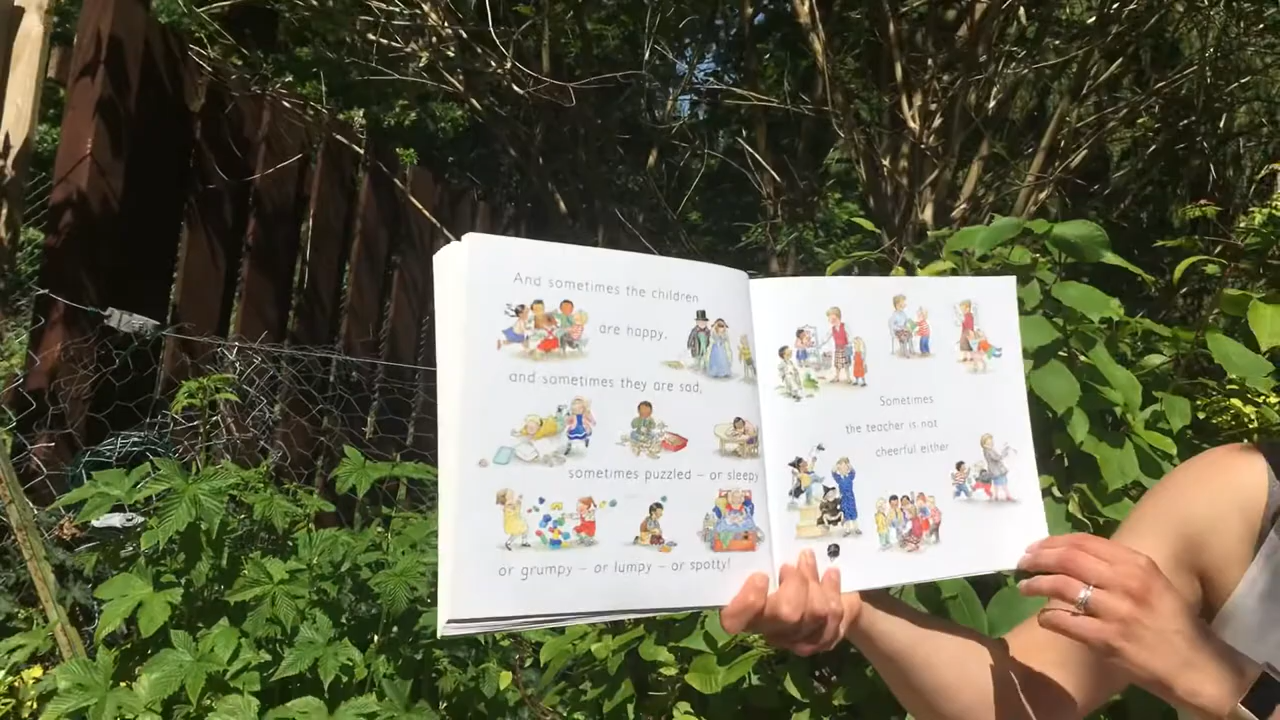 And sometimes the children
are happy,
and sometimes they are sad,
sometimes puzzled – or sleepy
or grumpy – or lumpy – or spotty!
Sometimes
the teacher is not
cheerful either